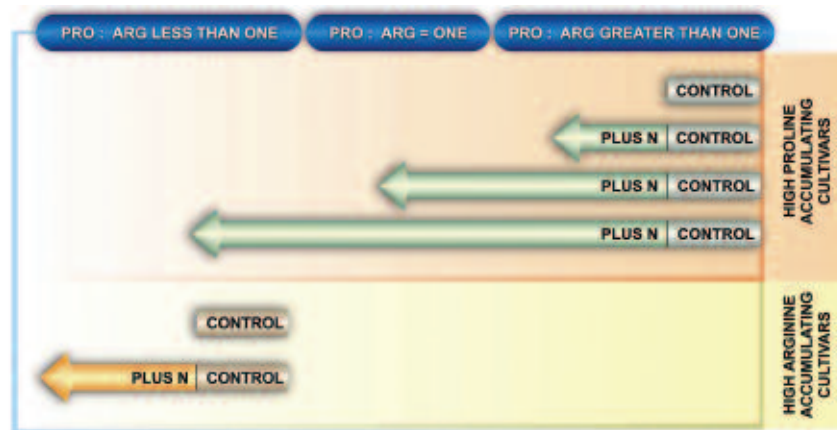 PRO : ARG LESS THAN ONE
PRO : ARG = ONE
PRO : ARG GREATER THAN ONE
CONTROL
PLUS N CONTROL
PLUS N CONTROL
PLUS N CONTROL
HIGH PROLINE
ACCUMULATING
CULTIVARS
CONTROL
PLUS N CONTROL
HIGH ARGININE
ACCUMULATING
CULTIVARS